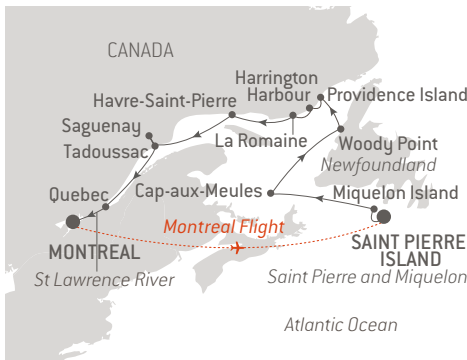 CANADA
Harrington
Harbour
Providence Island
Havre-Saint-Pierre
Saguenay
La Romaine
Woody Point
Tadoussac
Newfoundland
Quebec
Cap-aux-Meules
Miquelon Island
Montreal Flight
MONTREAL
SAINT PIERRE
ISLAND
St Lawrence River
Saint Pierre and Miquelon
Atlantic Ocean